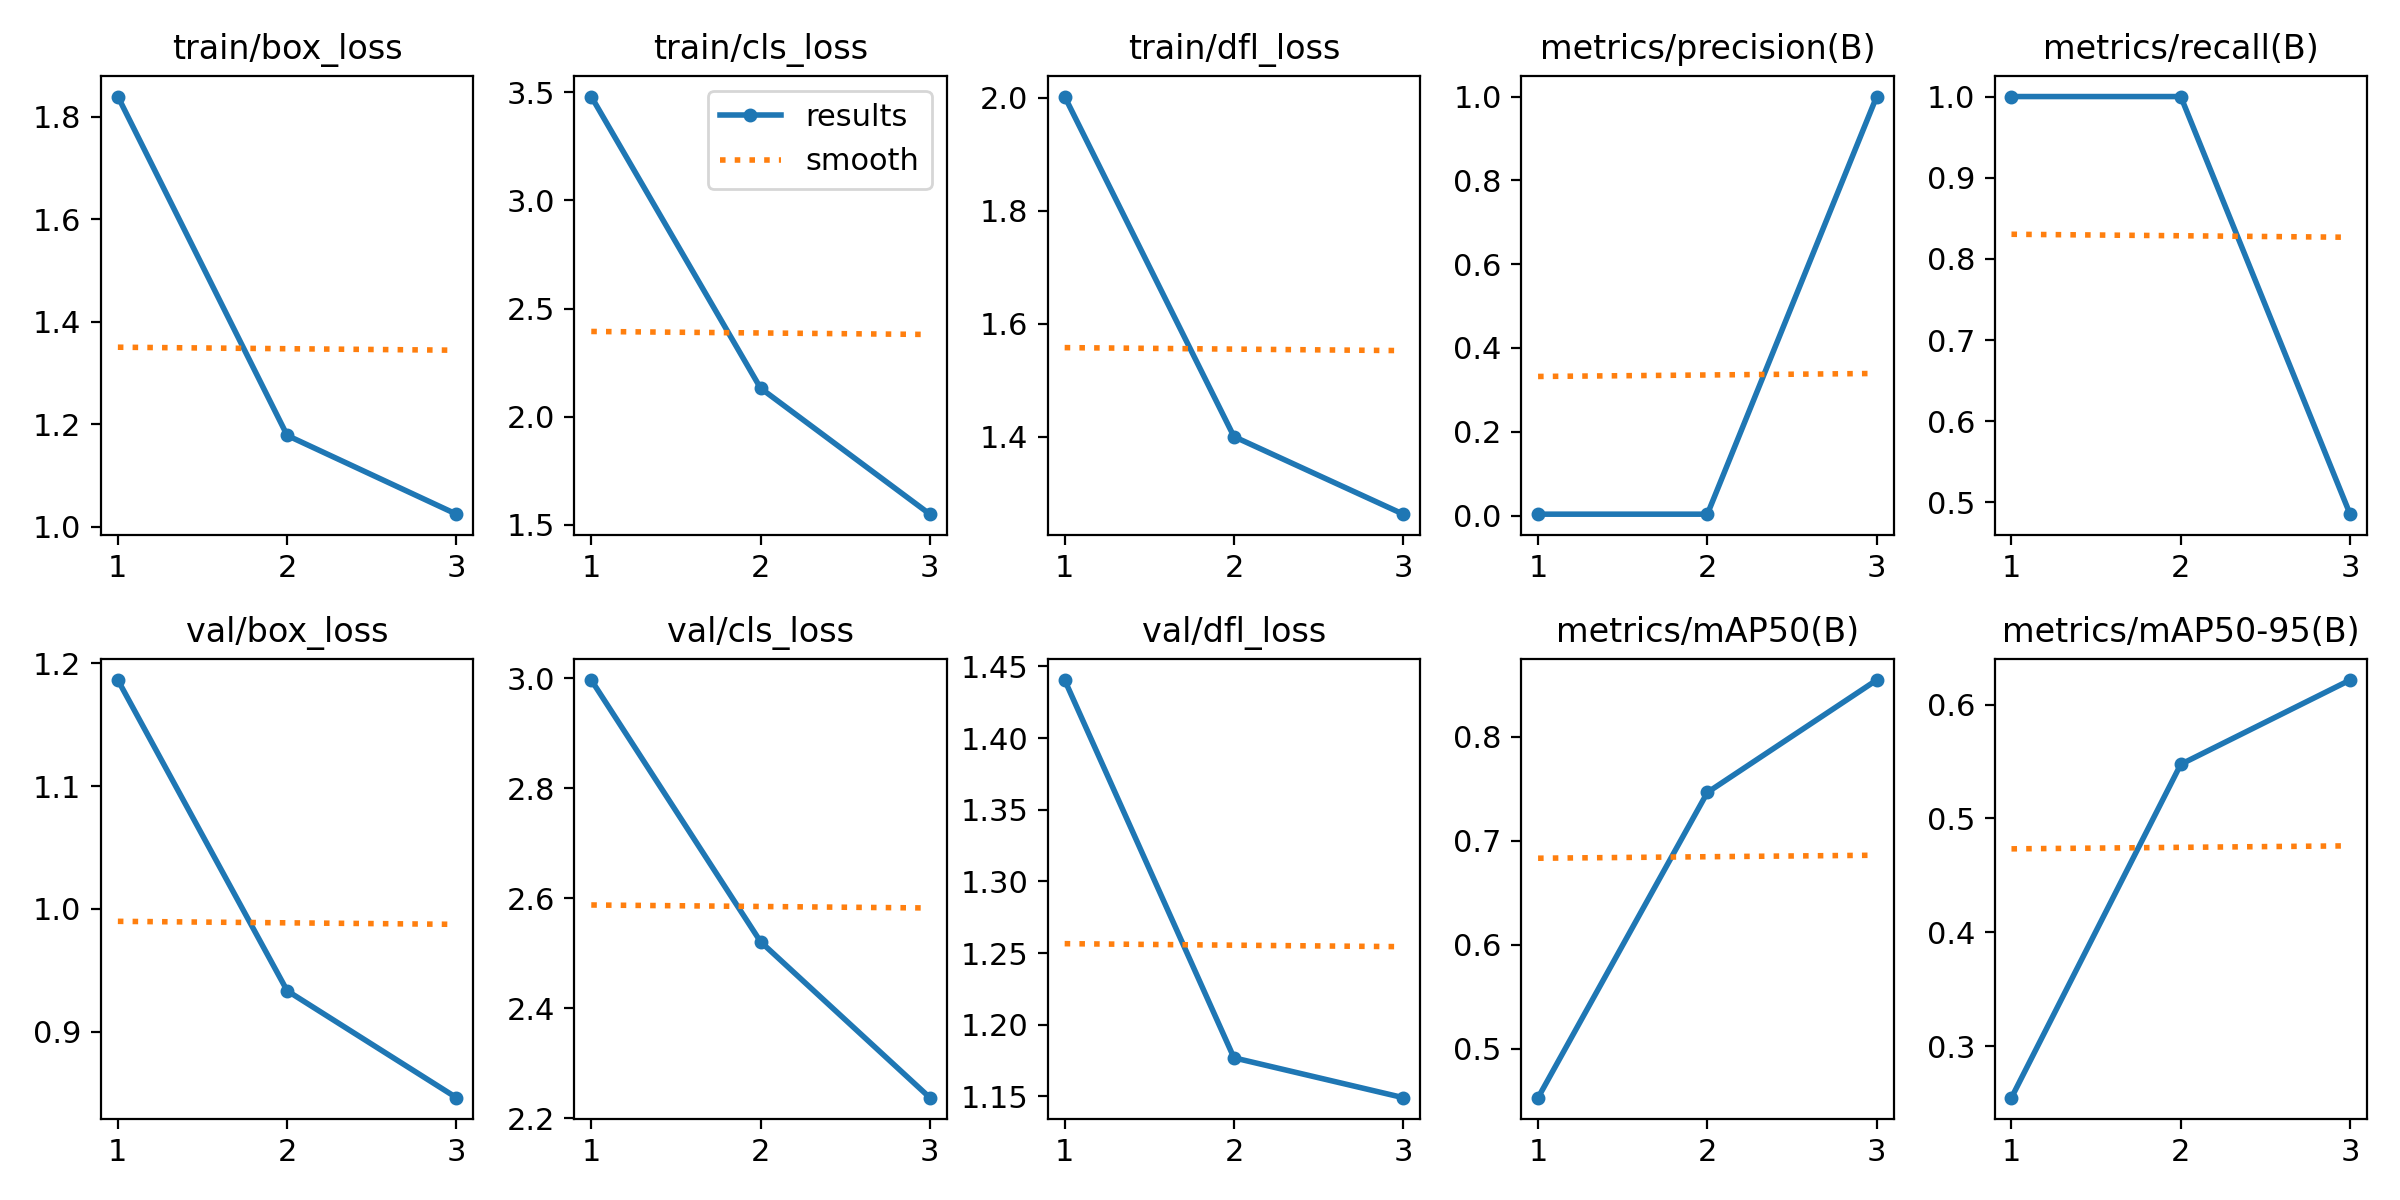 train/box_loss
1.8
1.6
1.4
1.2
1.0
1 2 3
train/cls_loss
results
smooth
3.5
3.0
2.5
2.0
1.5
1 2 3
train/dfl_loss
2.0
1.8
1.6
1.4
1 2 3
metrics/precision(B)
1.0
0.8
0.6
0.4
0.2
0.0
1 2 3
metrics/recall(B)
1.0
0.9
0.8
0.7
0.6
0.5
1 2 3
val/box_loss
1.2
1.1
1.0
0.9
1 2 3
val/cls_loss
3.0
2.8
2.6
2.4
2.2
1 2 3
val/dfl_loss
1.45
1.40
1.35
1.30
1.25
1.20
1.15
1 2 3
metrics/mAP50(B)
0.8
0.7
0.6
0.5
1 2 3
metrics/mAP50-95(B)
0.6
0.5
0.4
0.3
1 2 3